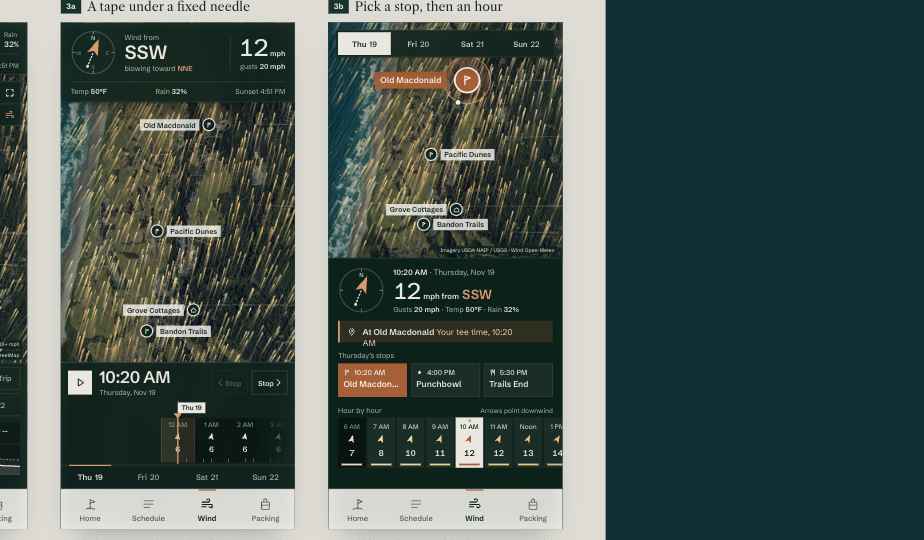 3a A tape under a fixed needle
3b Pick a stop, then an hour
32%
Wind from
SSW
blowing toward NNE
12 mph
gusts 20 mph
N
Temp 50°F
Rain 32%
Sunset 4:51 PM
Old Macdonald
Pacific Dunes
Grove Cottages
Bandon Trails
10:20 AM
Thursday, Nov 19
Stop
Stop
Thu 19
12 AM
1 AM
2 AM
6
6
6
Thu 19
Fri 20
Sat 21
Sun 22
Home
Schedule
Wind
Packing
Thu 19
Fri 20
Sat 21
Sun 22
Old Macdonald
Pacific Dunes
Grove Cottages
Bandon Trails
Imagery USDA NAIP / USGS · Wind Open-Meteo
N
10:20 AM · Thursday, Nov 19
12 mph from SSW
Gusts 20 mph · Temp 50°F · Rain 32%
At Old Macdonald Your tee time, 10:20
AM
Thursday's stops
10:20 AM
Old Macdon...
4:00 PM
Punchbowl
5:30 PM
Trails End
Hour by hour
Arrows point downwind
6 AM
7 AM
8 AM
9 AM
10 AM
11 AM
Noon
1 PM
7
8
10
11
12
12
13
14
Home
Schedule
Wind
Packing